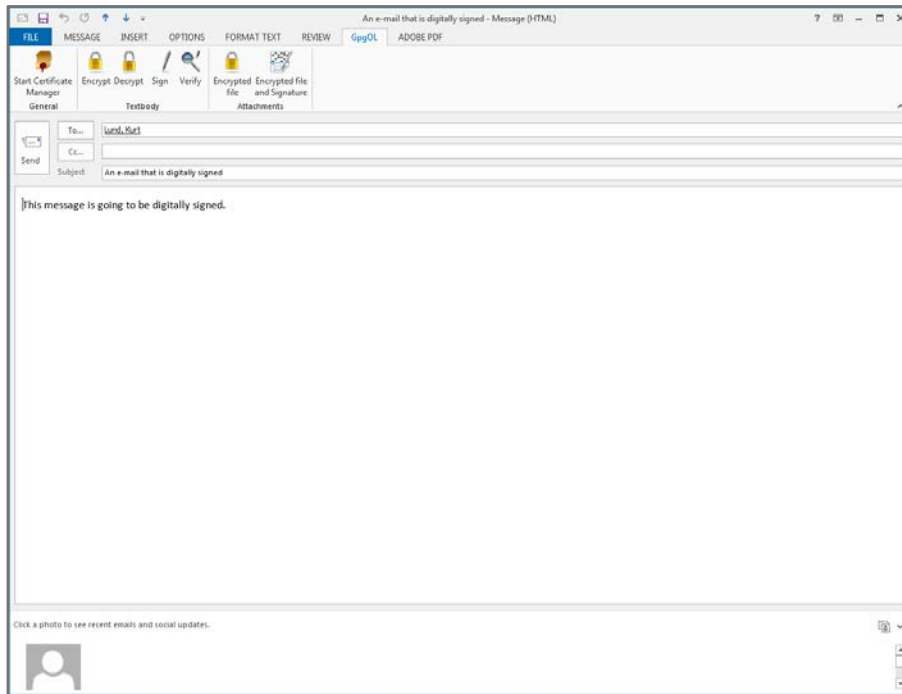 An e-mail that is digitally signed - Message (HTML)
?
FILE MESSAGE INSERT OPTIONS FORMAT TEXT REVIEW GpgOL ADOBE PDF
Start Certificate Manager
Encrypt Decrypt Sign Verify
Encrypted file
Encrypted file and Signature
General Textbody Attachments
Send
To... Lund, Kurt
Cc...
Subject An e-mail that is digitally signed
This message is going to be digitally signed.
Click a photo to see recent emails and social updates.